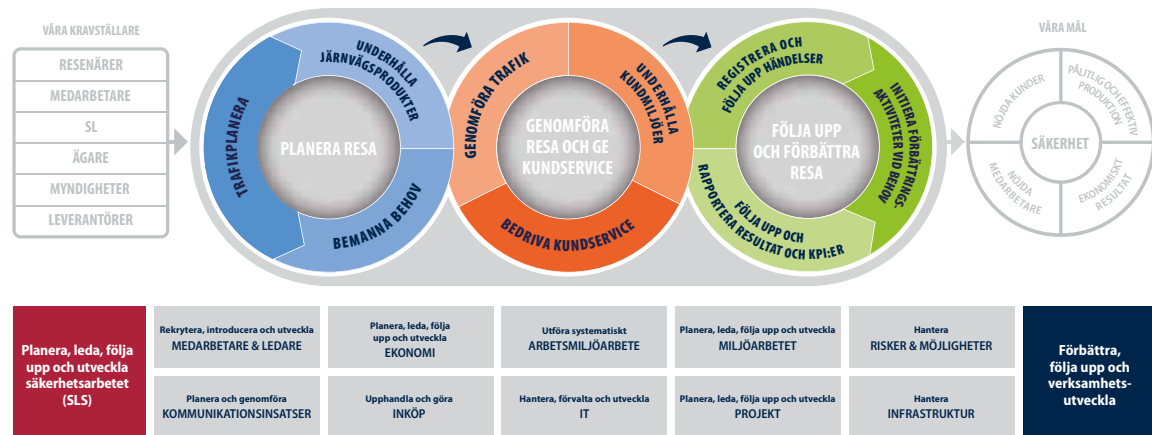 VÅRA KRAVSTÄLLARE
RESENÄRER
MEDARBETARE
SL
ÄGARE
MYNDIGHETER
LEVERANTÖRER
TRAFIKPLANERA
UNDERHÅLLA
JÄRNVÄGSPRODUKTER
BEMANNA BEHOV
PLANERA RESA
GENOMFÖRA TRAFIK
UNDERHÅLLA
KUNDMILJÖER
BEDRIVA KUNDSERVICE
GENOMFÖRA
RESA OCH GE
KUNDSERVICE
REGISTRERA OCH
FÖLJA UPP HÄNDELSER
INITIERA FÖRBÄTTRINGS-
AKTIVITETER VID BEHOV
FÖLJA UPP OCH
RAPPORTERA RESULTAT OCH KPI:ER
FÖLJA UPP
OCH FÖRBÄTTRA
RESA
VÅRA MÅL
NÖJDA KUNDER
PÅLITLIG OCH EFFEKTIV
PRODUKTION
SÄKERHET
NÖJDA
MEDARBETARE
EKONOMISKT
RESULTAT
Planera, leda, följa
upp och utveckla
säkerhetsarbetet
(SLS)
Rekrytera, introducera och utveckla
MEDARBETARE & LEDARE
Planera, leda, följa
upp och utveckla
EKONOMI
Utföra systematiskt
ARBETSMILJÖARBETE
Planera, leda, följa upp och utveckla
MILJÖARBETET
Hantera
RISKER & MÖJLIGHETER
Planera och genomföra
KOMMUNIKATIONSINSATSER
Upphandla och göra
INKÖP
Hantera, förvalta och utveckla
IT
Planera, leda, följa upp och utveckla
PROJEKT
Hantera
INFRASTRUKTUR
Förbättra,
följa upp och
verksamhets-
utveckla